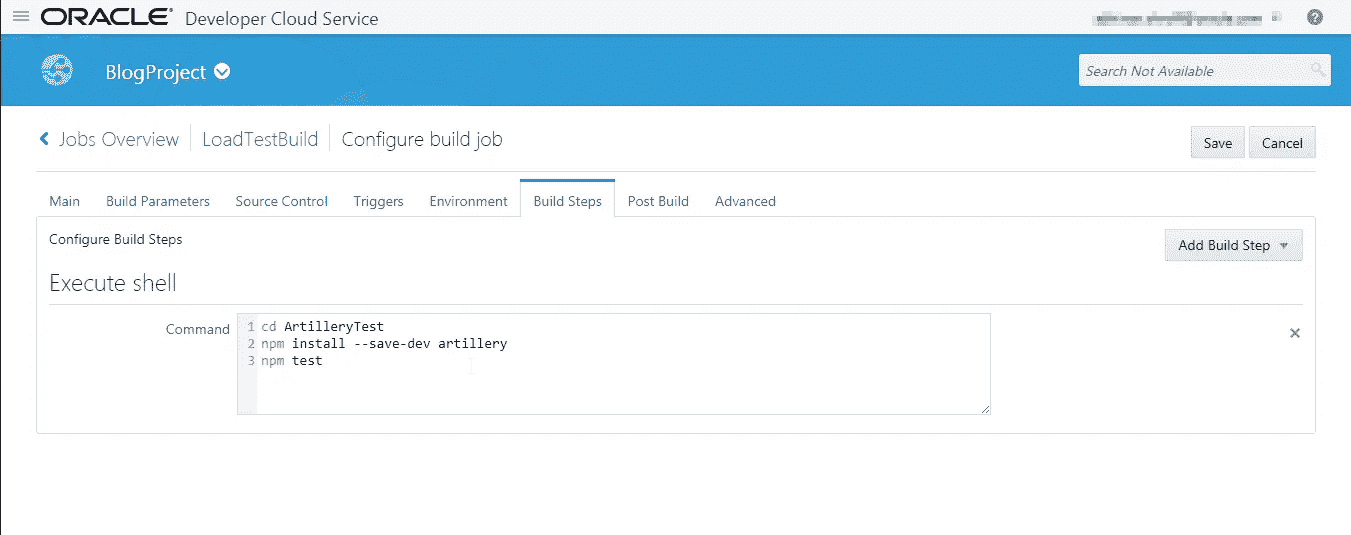 ORACLE® Developer Cloud Service
BlogProject
Search Not Available
Jobs Overview LoadTestBuild Configure build job
Save Cancel
Main Build Parameters Source Control Triggers Environment Build Steps Post Build Advanced
Configure Build Steps
Add Build Step
Execute shell
Command
1 cd ArtilleryTest
2 npm install --save-dev artillery
3 npm test